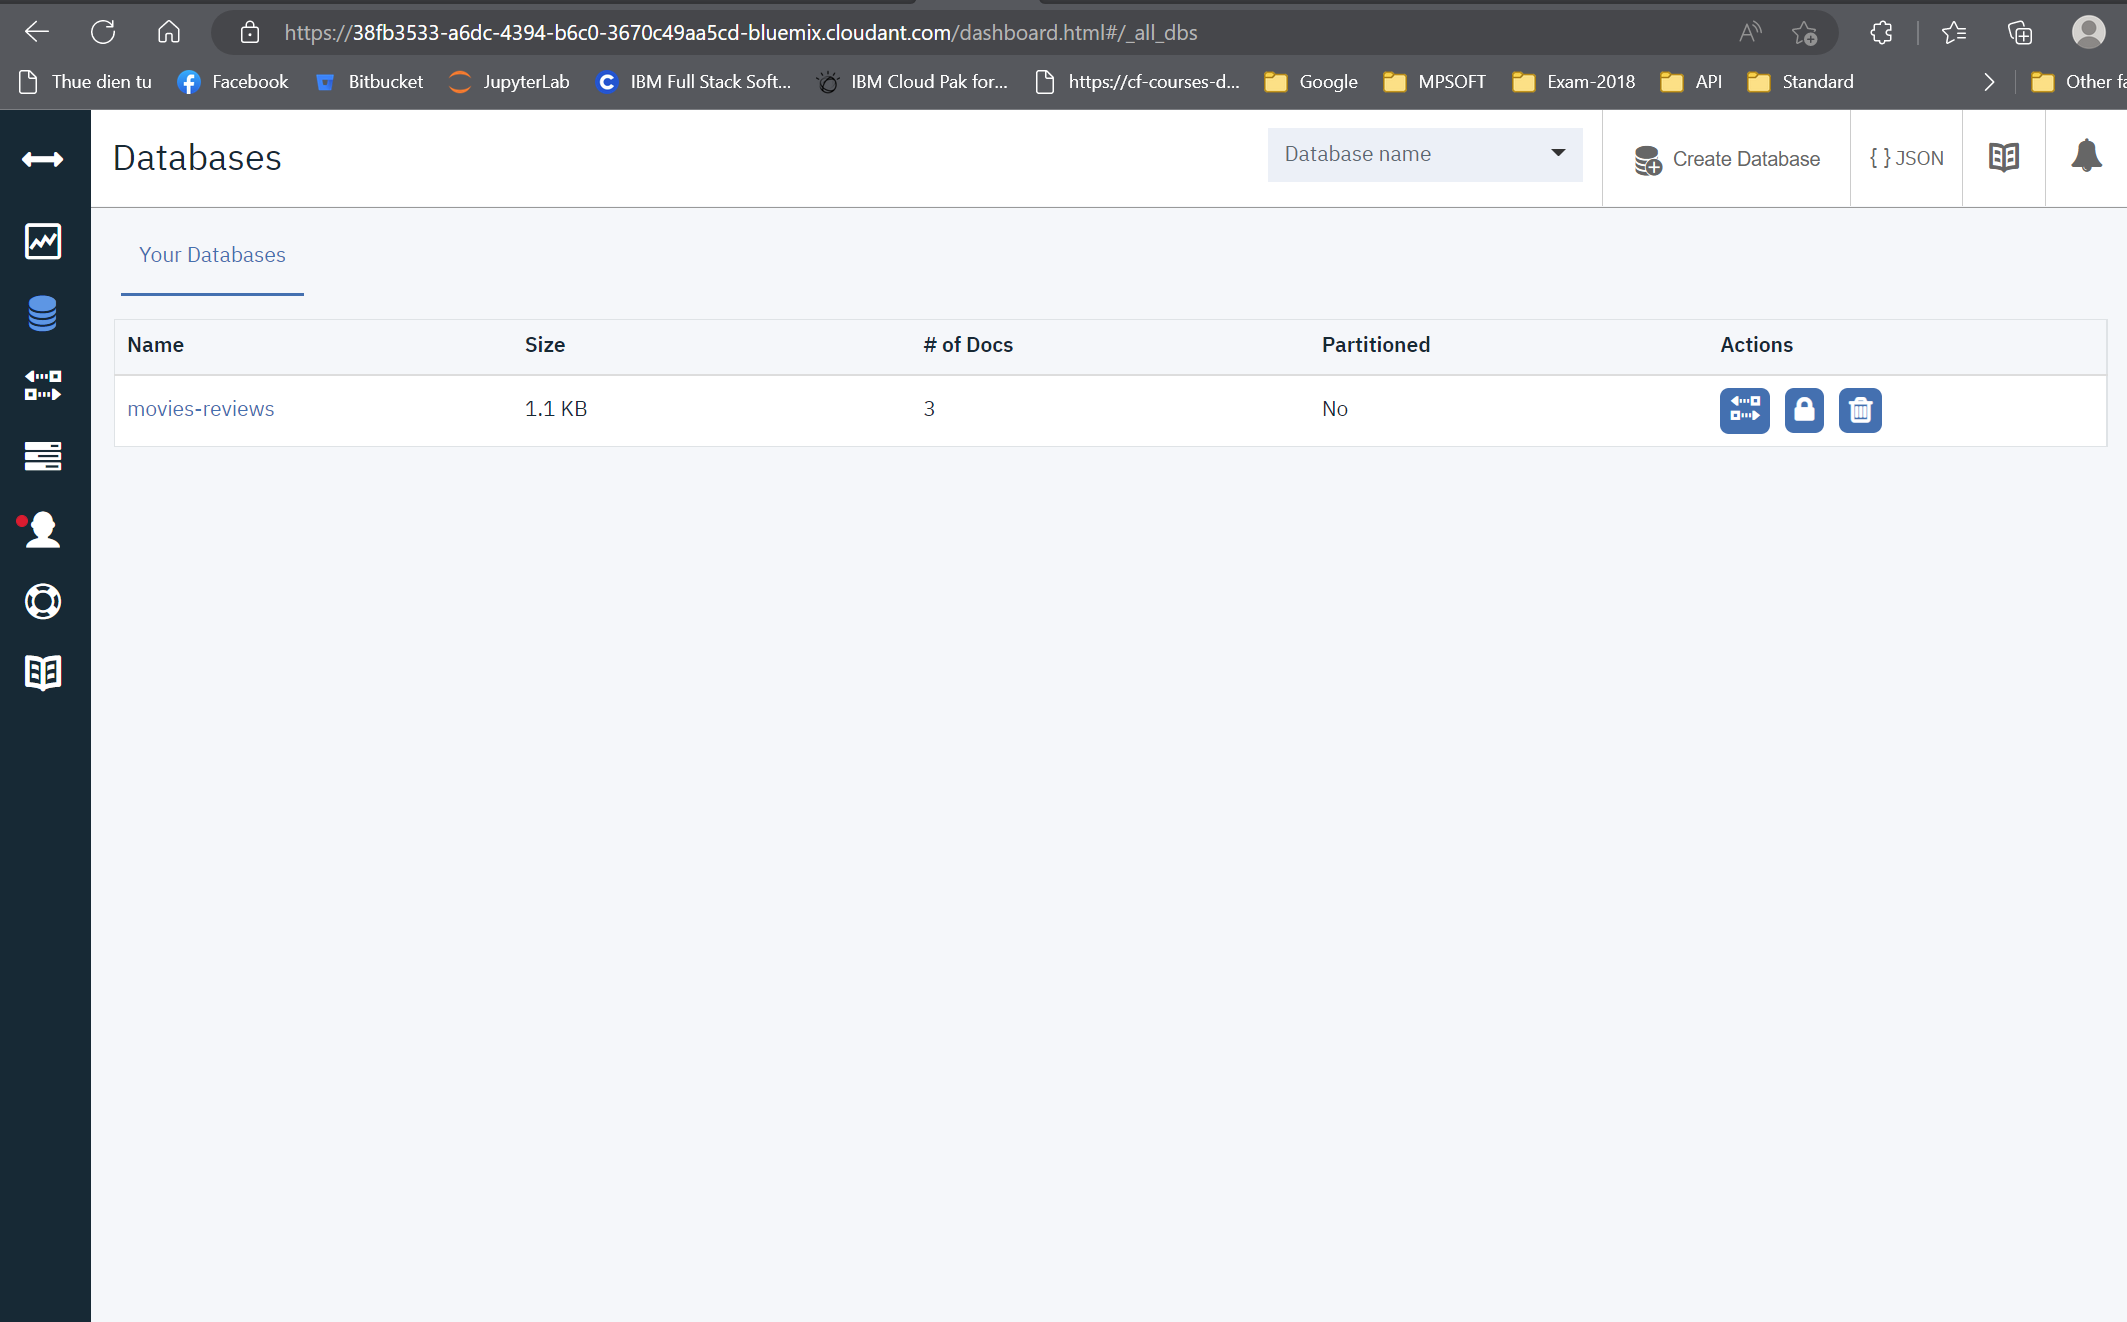 https://38fb3533-a6dc-4394-b6c0-3670c49aa5cd-bluemix.cloudant.com/dashboard.html#/_all_dbs
Thue dien tu Facebook Bitbucket JupyterLab IBM Full Stack Soft... IBM Cloud Pak for... https://cf-courses-d... Google MPSOFT Exam-2018 API Standard Other fa
Databases Database name Create Database { } JSON
Your Databases
Name Size # of Docs Partitioned Actions
movies-reviews 1.1 KB 3 No